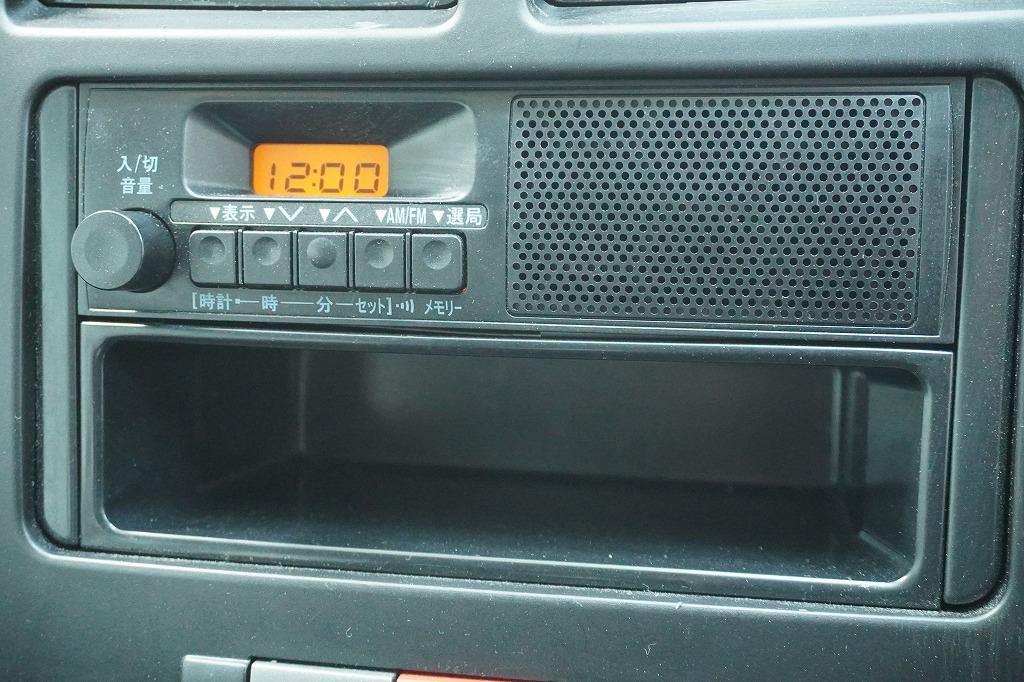 12:00
入/切
音量
▼表示 ▼∨ ▼∧ ▼AM/FM ▼選局
[時計 時 分 セット] メモリー